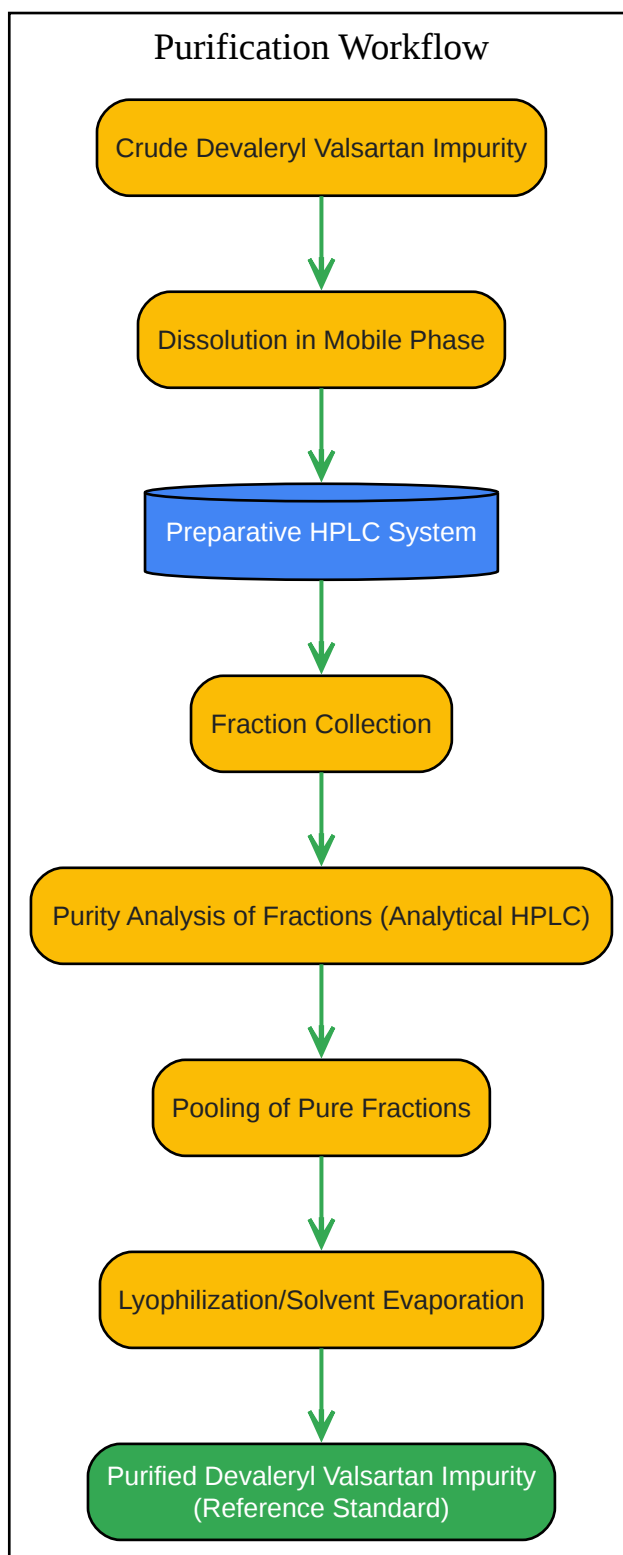 Purification Workflow
Crude Devaleryl Valsartan Impurity
Dissolution in Mobile Phase
Preparative HPLC System
Fraction Collection
Purity Analysis of Fractions (Analytical HPLC)
Pooling of Pure Fractions
Lyophilization/Solvent Evaporation
Purified Devaleryl Valsartan Impurity
(Reference Standard)